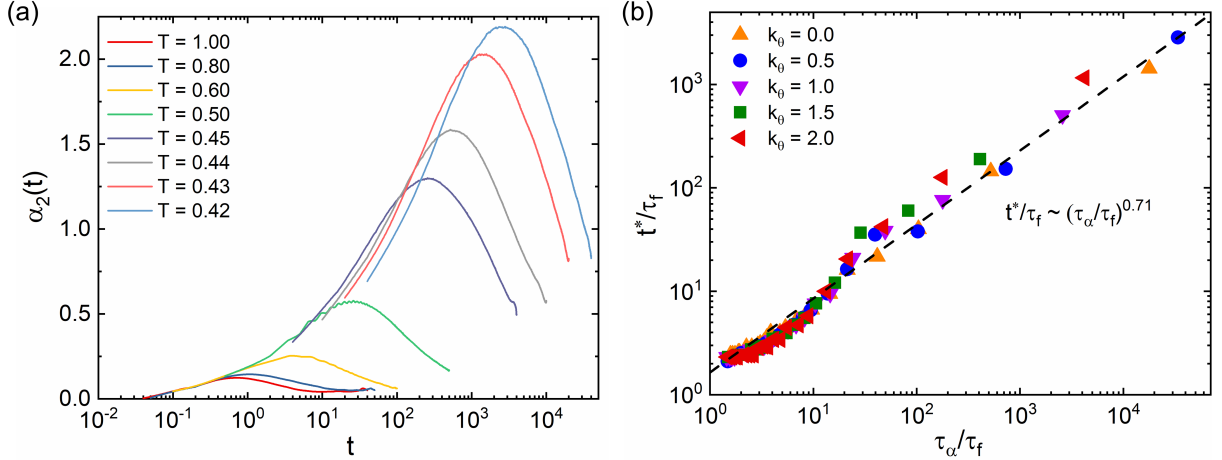 (a)
α₂(t)
2.0
1.5
1.0
0.5
0.0
T = 1.00
T = 0.80
T = 0.60
T = 0.50
T = 0.45
T = 0.44
T = 0.43
T = 0.42
10⁻² 10⁻¹ 10⁰ 10¹ 10² 10³ 10⁴
t
(b)
t*/τf
10³
10²
10¹
10⁰
kθ = 0.0
kθ = 0.5
kθ = 1.0
kθ = 1.5
kθ = 2.0
t*/τf ~ (τα/τf)⁰·⁷¹
10⁰ 10¹ 10² 10³ 10⁴
τα/τf